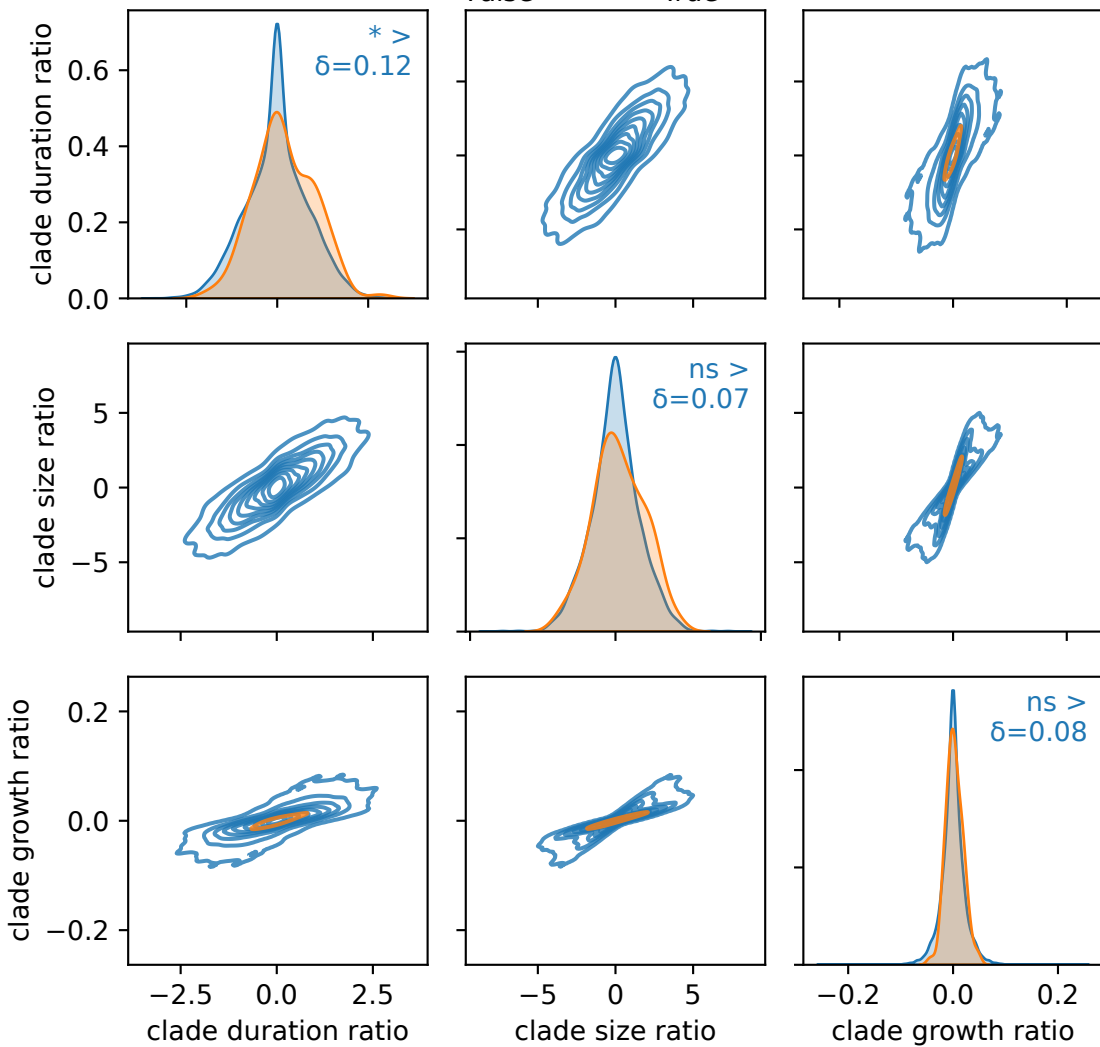 clade duration ratio
0.6
0.4
0.2
0.0
* >
δ=0.12
clade size ratio
5
0
−5
ns >
δ=0.07
clade growth ratio
0.2
0.0
−0.2
ns >
δ=0.08
−2.5 0.0 2.5
−5 0 5
−0.2 0.0 0.2
clade duration ratio
clade size ratio
clade growth ratio